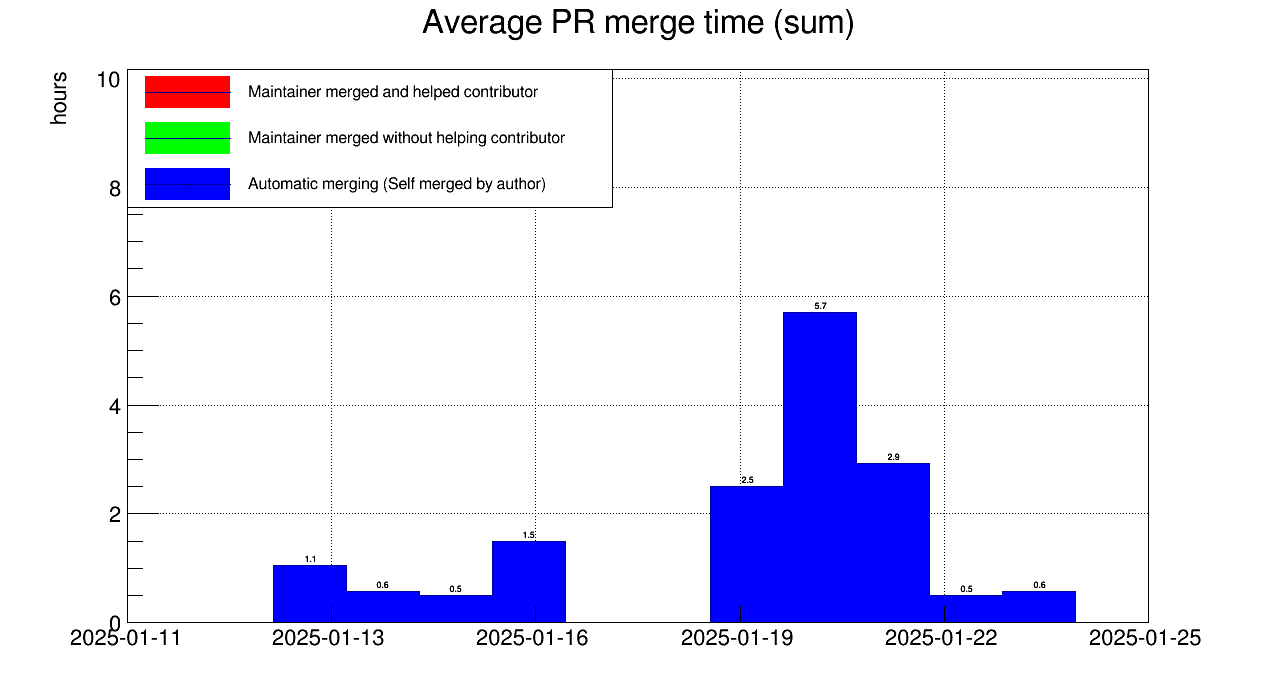 Average PR merge time (sum)
hours
10
8
6
4
2
0
Maintainer merged and helped contributor
Maintainer merged without helping contributor
Automatic merging (Self merged by author)
1.1
0.6
0.5
1.5
2.5
5.7
2.9
0.5
0.6
2025-01-11 2025-01-13 2025-01-16 2025-01-19 2025-01-22 2025-01-25